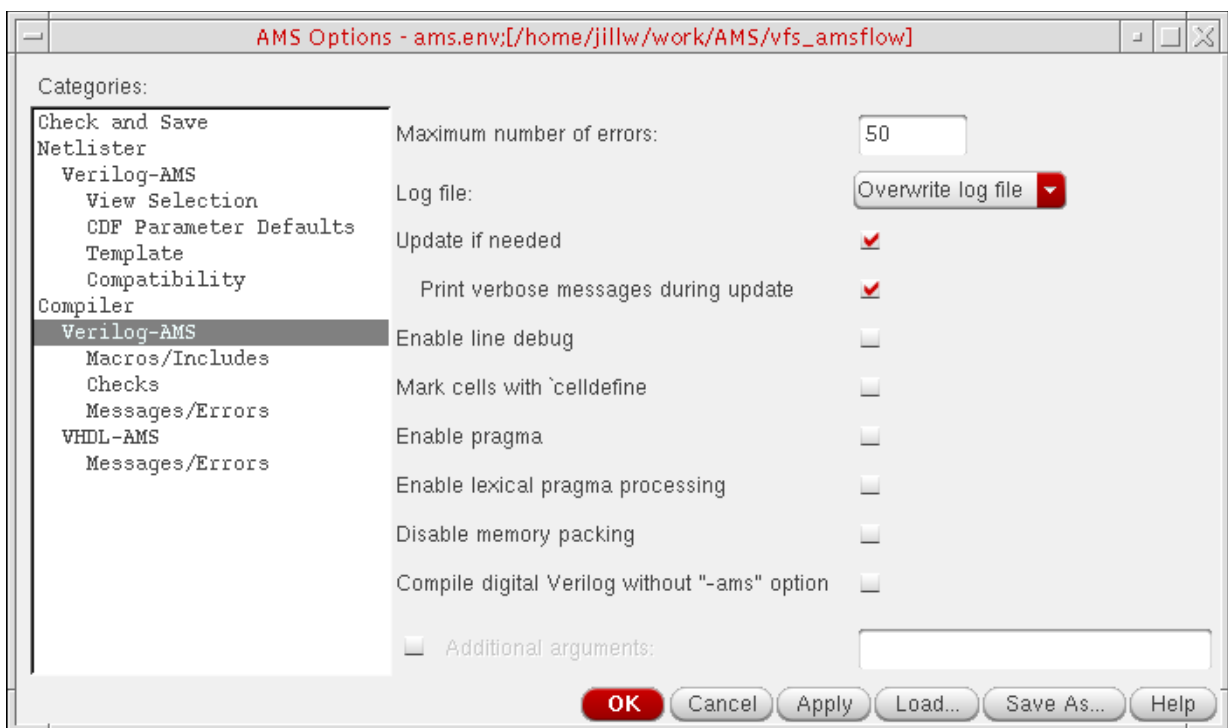 AMS Options - ams.env;[/home/jillw/work/AMS/vfs_amsflow]
Categories:
Check and Save
Netlister
Verilog-AMS
View Selection
CDF Parameter Defaults
Template
Compatibility
Compiler
Verilog-AMS
Macros/Includes
Checks
Messages/Errors
VHDL-AMS
Messages/Errors
Maximum number of errors: 50
Log file: Overwrite log file
Update if needed
Print verbose messages during update
Enable line debug
Mark cells with `celldefine
Enable pragma
Enable lexical pragma processing
Disable memory packing
Compile digital Verilog without "-ams" option
Additional arguments:
OK Cancel Apply Load... Save As... Help